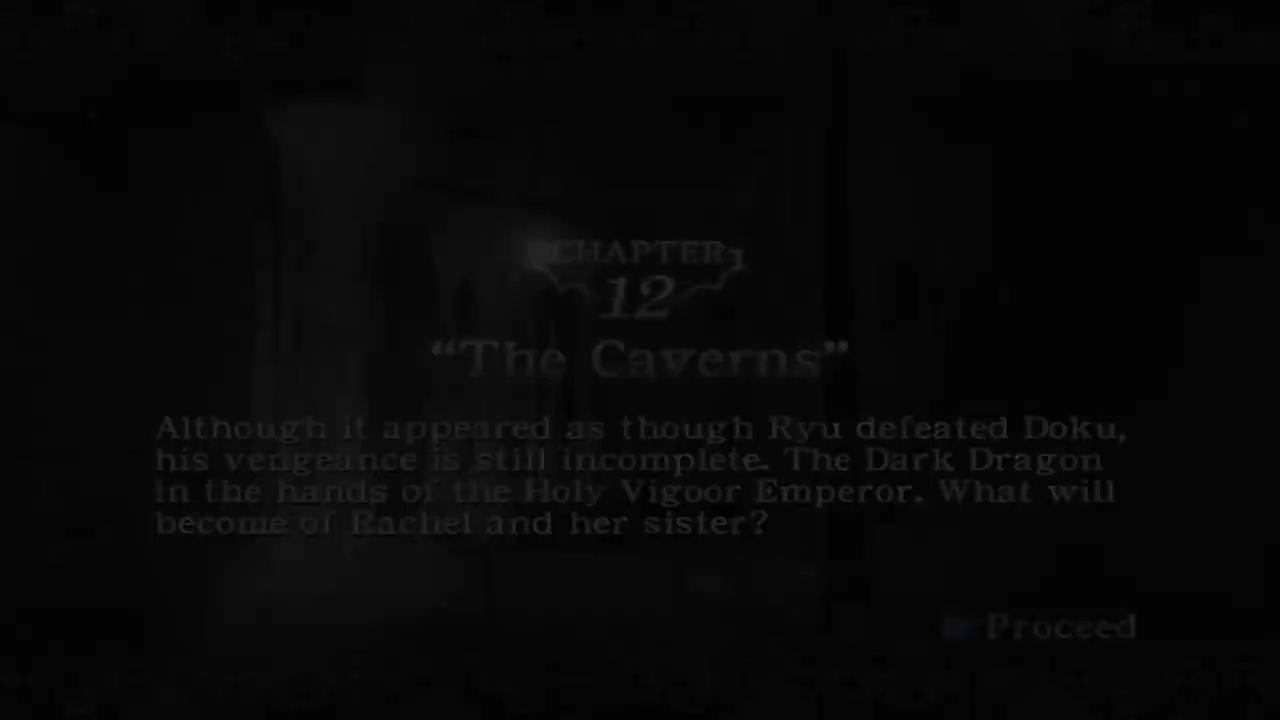 CHAPTER
12
“The Caverns”
Although it appeared as though Ryu defeated Doku,
his vengeance is still incomplete. The Dark Dragon
in the hands of the Holy Vigoor Emperor. What will
become of Rachel and her sister?
Proceed